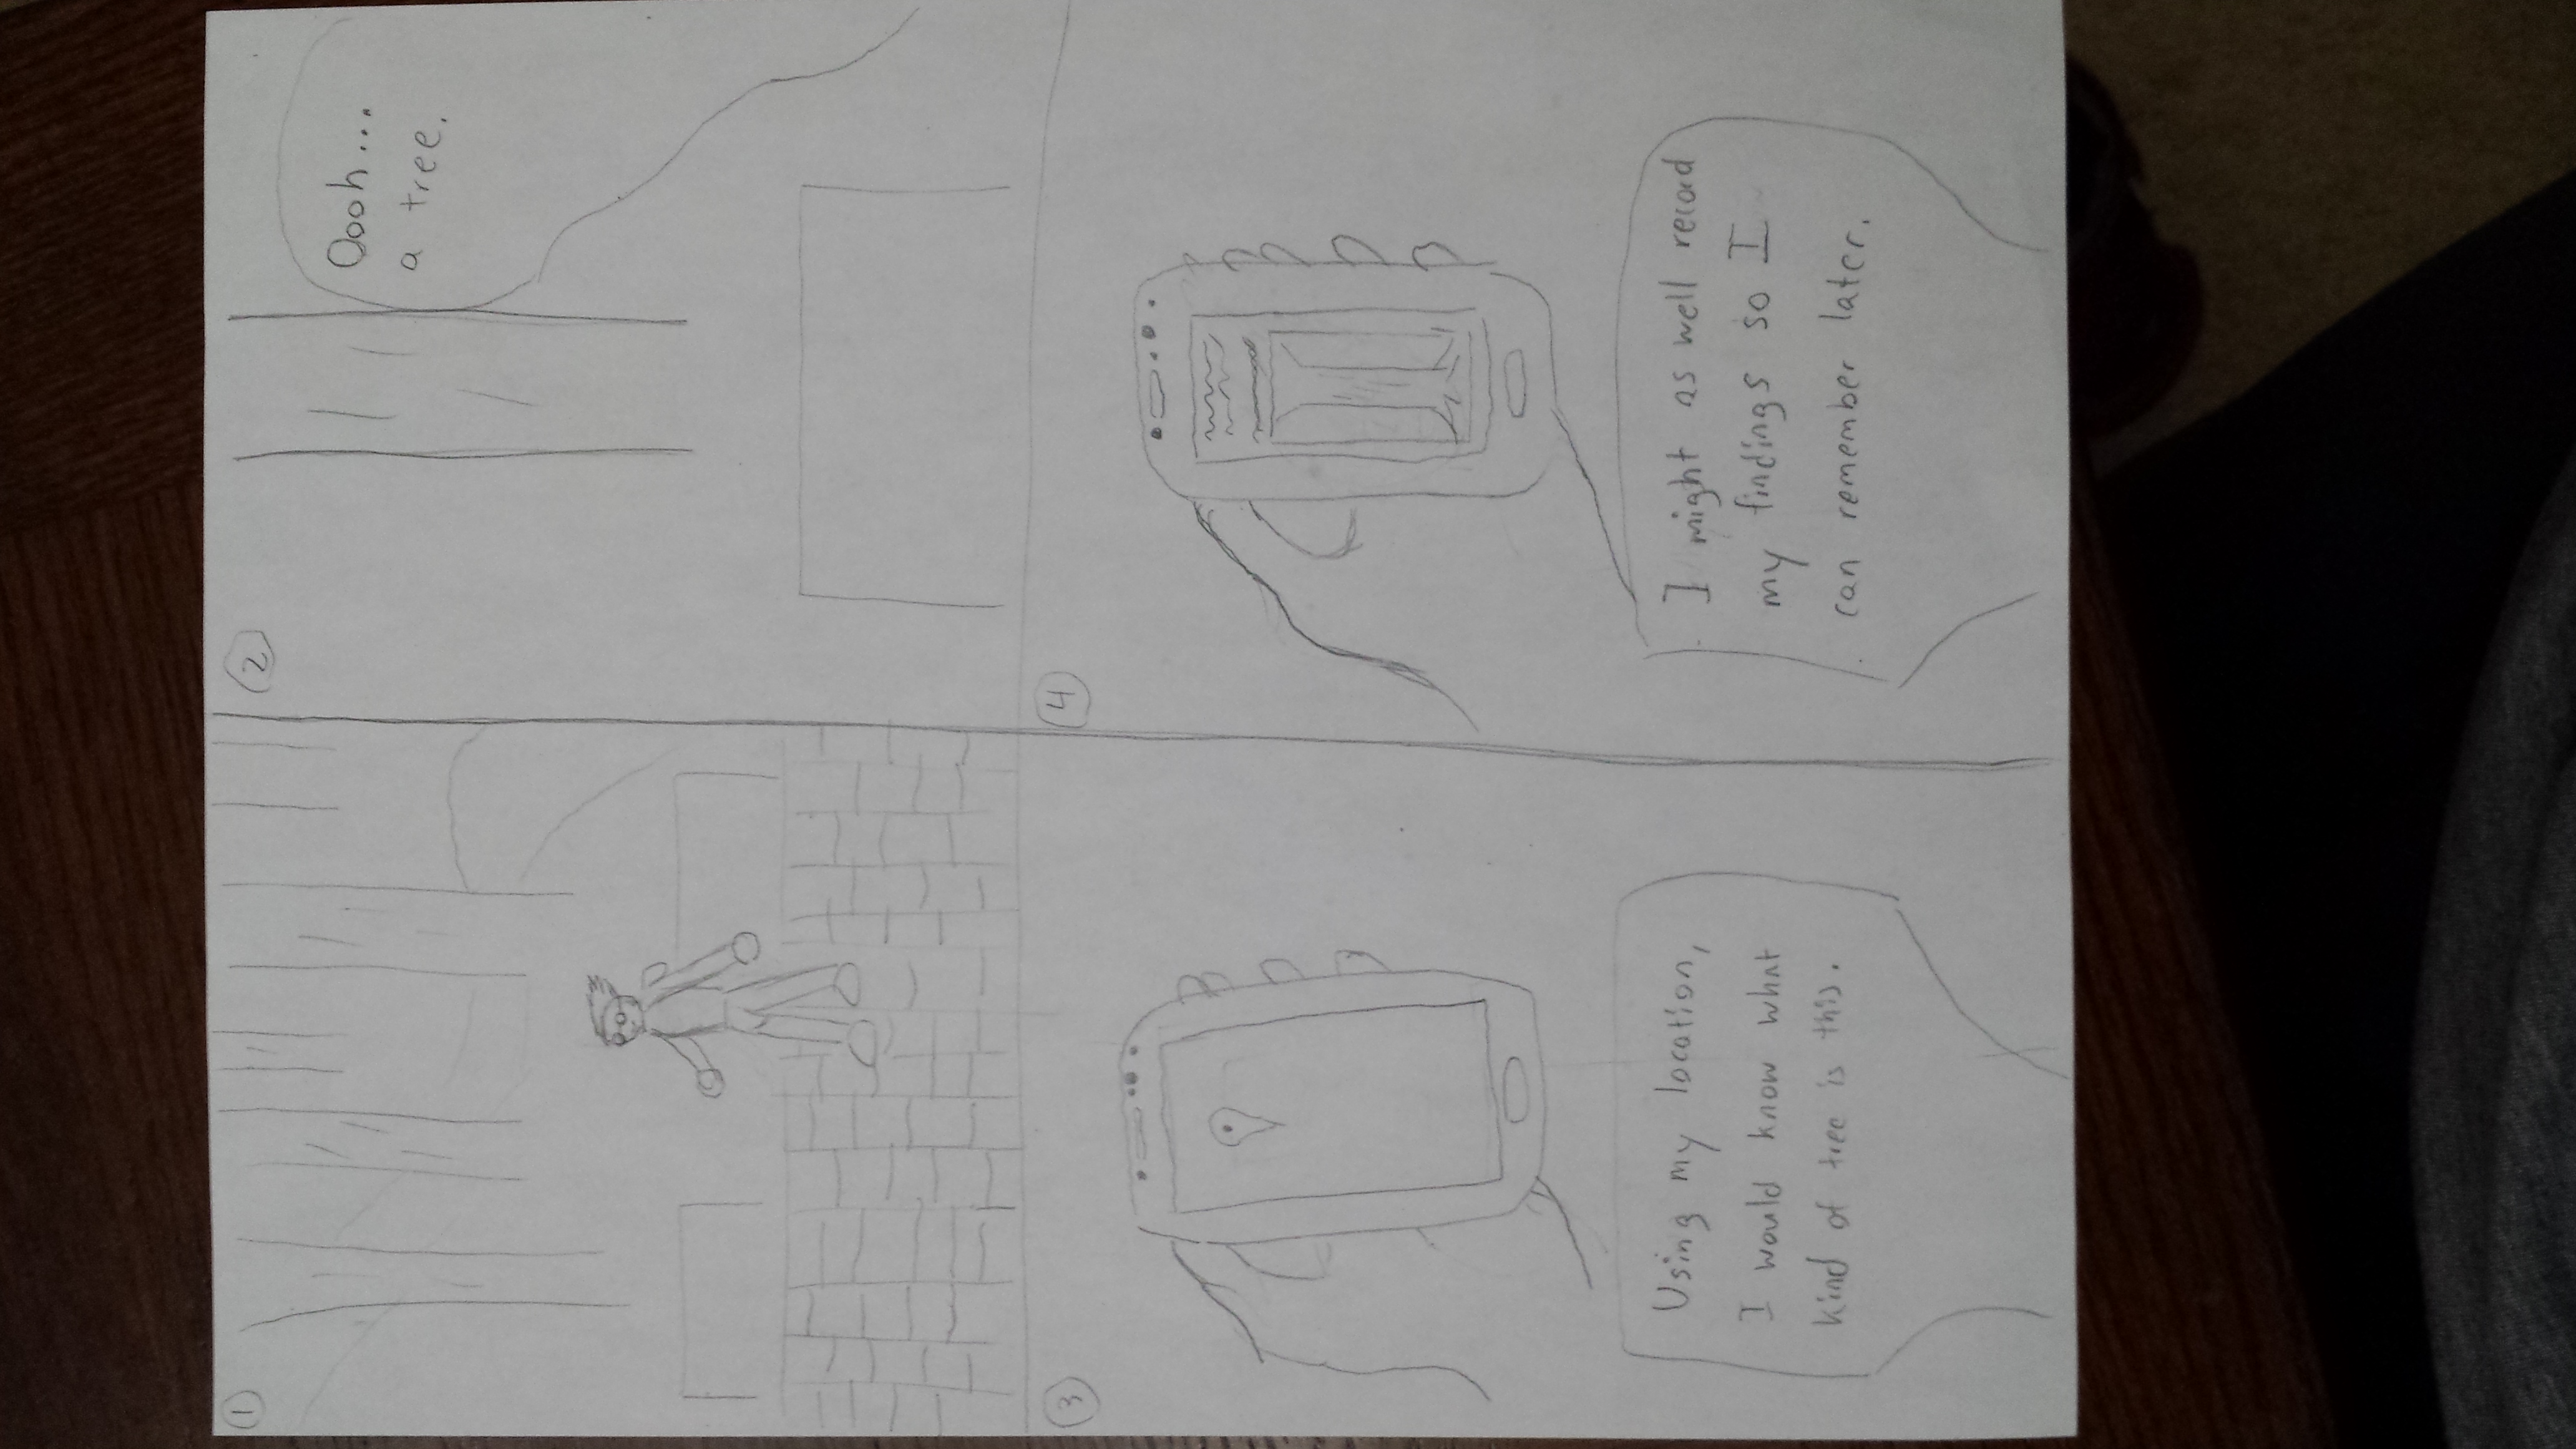 1
2
Oooh...
a tree.
3
Using my location,
I would know what
kind of tree is this.
4
I might as well record
my findings so I
can remember later.